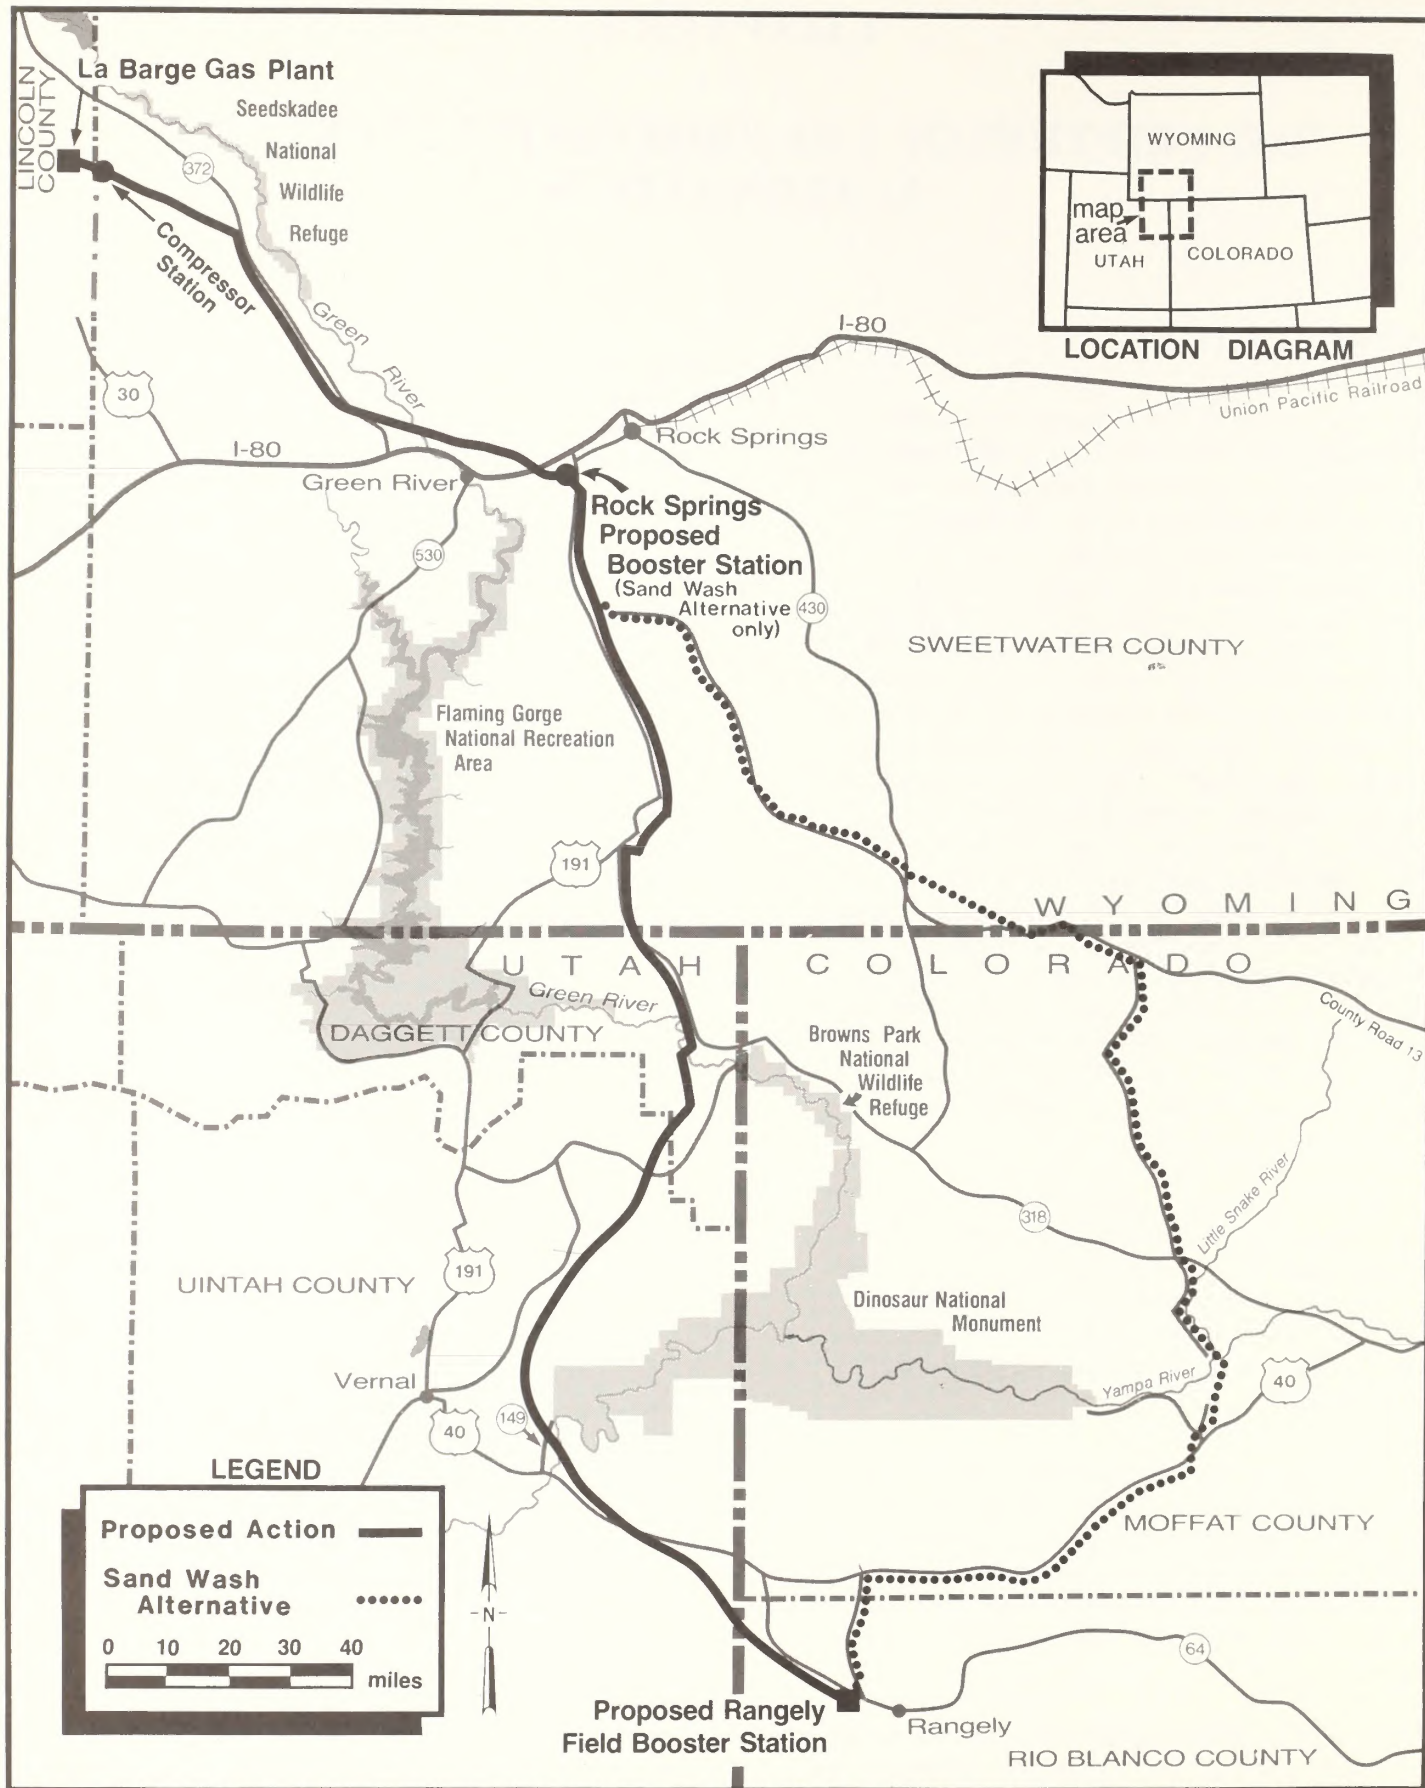 La Barge Gas Plant
LINCOLN
COUNTY
Seedskadee
National
Wildlife
Refuge
372
Compressor
Station
Green
River
WYOMING
map
area
UTAH
COLORADO
LOCATION DIAGRAM
I-80
Union Pacific Railroad
30
I-80
Rock Springs
Green River
Rock Springs
Proposed
Booster Station
(Sand Wash
Alternative
only)
530
430
SWEETWATER COUNTY
Flaming Gorge
National Recreation
Area
191
WYOMING
UTAH
COLORADO
Green River
DAGGETT COUNTY
County Road 13
Browns Park
National
Wildlife
Refuge
Little Snake River
318
UINTAH COUNTY
191
Dinosaur National
Monument
Vernal
Yampa River
40
149
40
LEGEND
Proposed Action
Sand Wash
Alternative
0 10 20 30 40
miles
-N-
MOFFAT COUNTY
64
Proposed Rangely
Field Booster Station
Rangely
RIO BLANCO COUNTY